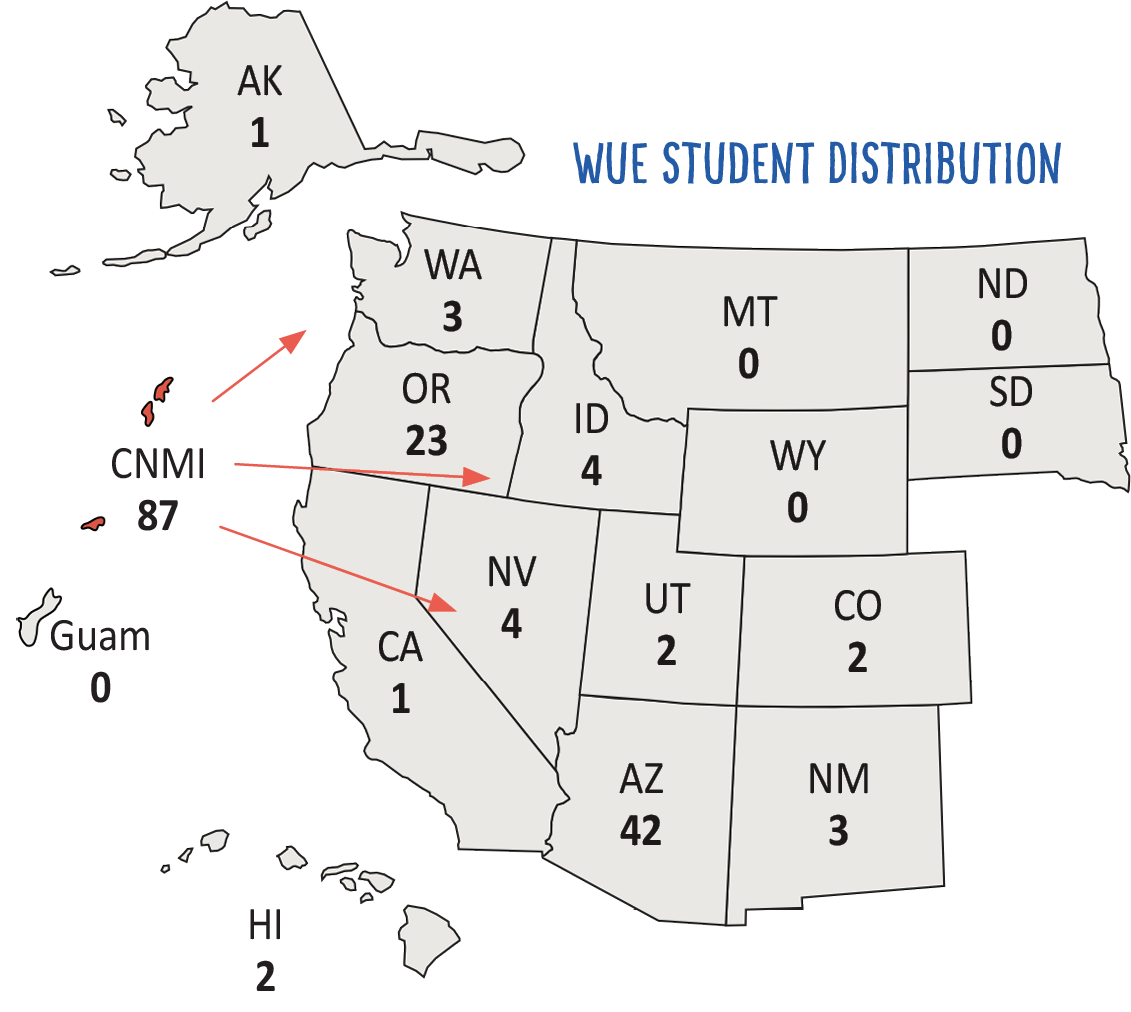 AK
1
WUE STUDENT DISTRIBUTION
WA
3
MT
0
ND
0
OR
23
ID
4
SD
0
WY
0
CNMI
87
NV
4
UT
2
CO
2
Guam
0
CA
1
AZ
42
NM
3
HI
2